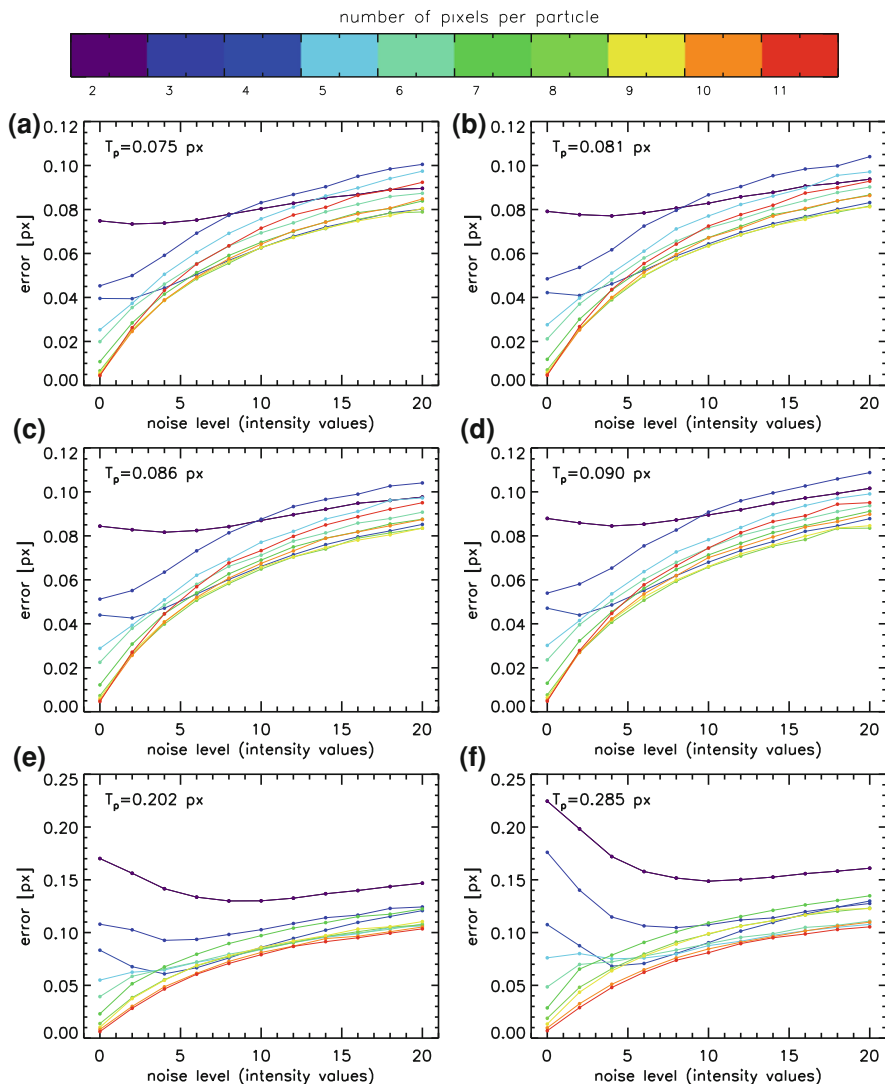 number of pixels per particle
2 3 4 5 6 7 8 9 10 11
(a) (b)
0.12 0.12
T_p=0.075 px T_p=0.081 px
0.10 0.10
0.08 0.08
error [px] error [px]
0.06 0.06
0.04 0.04
0.02 0.02
0.00 0.00
0 5 10 15 20 0 5 10 15 20
noise level (intensity values) noise level (intensity values)
(c) (d)
0.12 0.12
T_p=0.086 px T_p=0.090 px
0.10 0.10
0.08 0.08
error [px] error [px]
0.06 0.06
0.04 0.04
0.02 0.02
0.00 0.00
0 5 10 15 20 0 5 10 15 20
noise level (intensity values) noise level (intensity values)
(e) (f)
0.25 0.25
T_p=0.202 px T_p=0.285 px
0.20 0.20
0.15 0.15
error [px] error [px]
0.10 0.10
0.05 0.05
0.00 0.00
0 5 10 15 20 0 5 10 15 20
noise level (intensity values) noise level (intensity values)